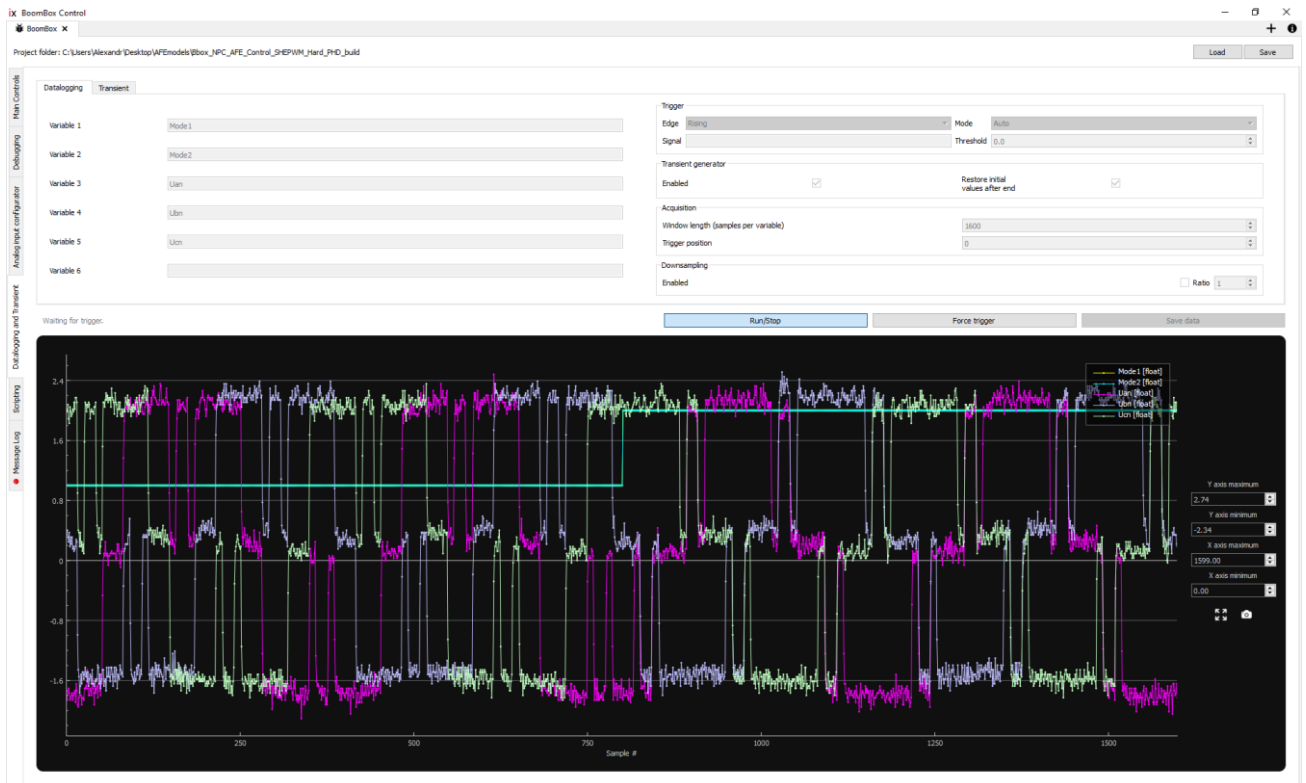 iX BoomBox Control
BoomBox
Project folder: C:\Users\Alexandr\Desktop\AFEmodels\Bbox_NPC_AFE_Control_SHEPWM_Hard_PHD_build
Load Save
Main Controls
Debugging
Analog input configurator
Datalogging and Transient
Scripting
Message Log
Datalogging Transient
Variable 1 Mode1
Variable 2 Mode2
Variable 3 Uan
Variable 4 Ubn
Variable 5 Ucn
Variable 6
Trigger
Edge Rising Mode Auto
Signal Threshold 0.0
Transient generator
Enabled Restore initial
values after end
Acquisition
Window length (samples per variable) 1600
Trigger position 0
Downsampling
Enabled Ratio 1
Waiting for trigger.
Run/Stop Force trigger Save data
2.4
1.6
0.8
0
-0.8
-1.6
0 250 500 750 1000 1250 1500
Sample #
Mode1 [float]
Mode2 [float]
Uan [float]
Ubn [float]
Ucn [float]
Y axis maximum
2.74
Y axis minimum
-2.34
X axis maximum
1599.00
X axis minimum
0.00